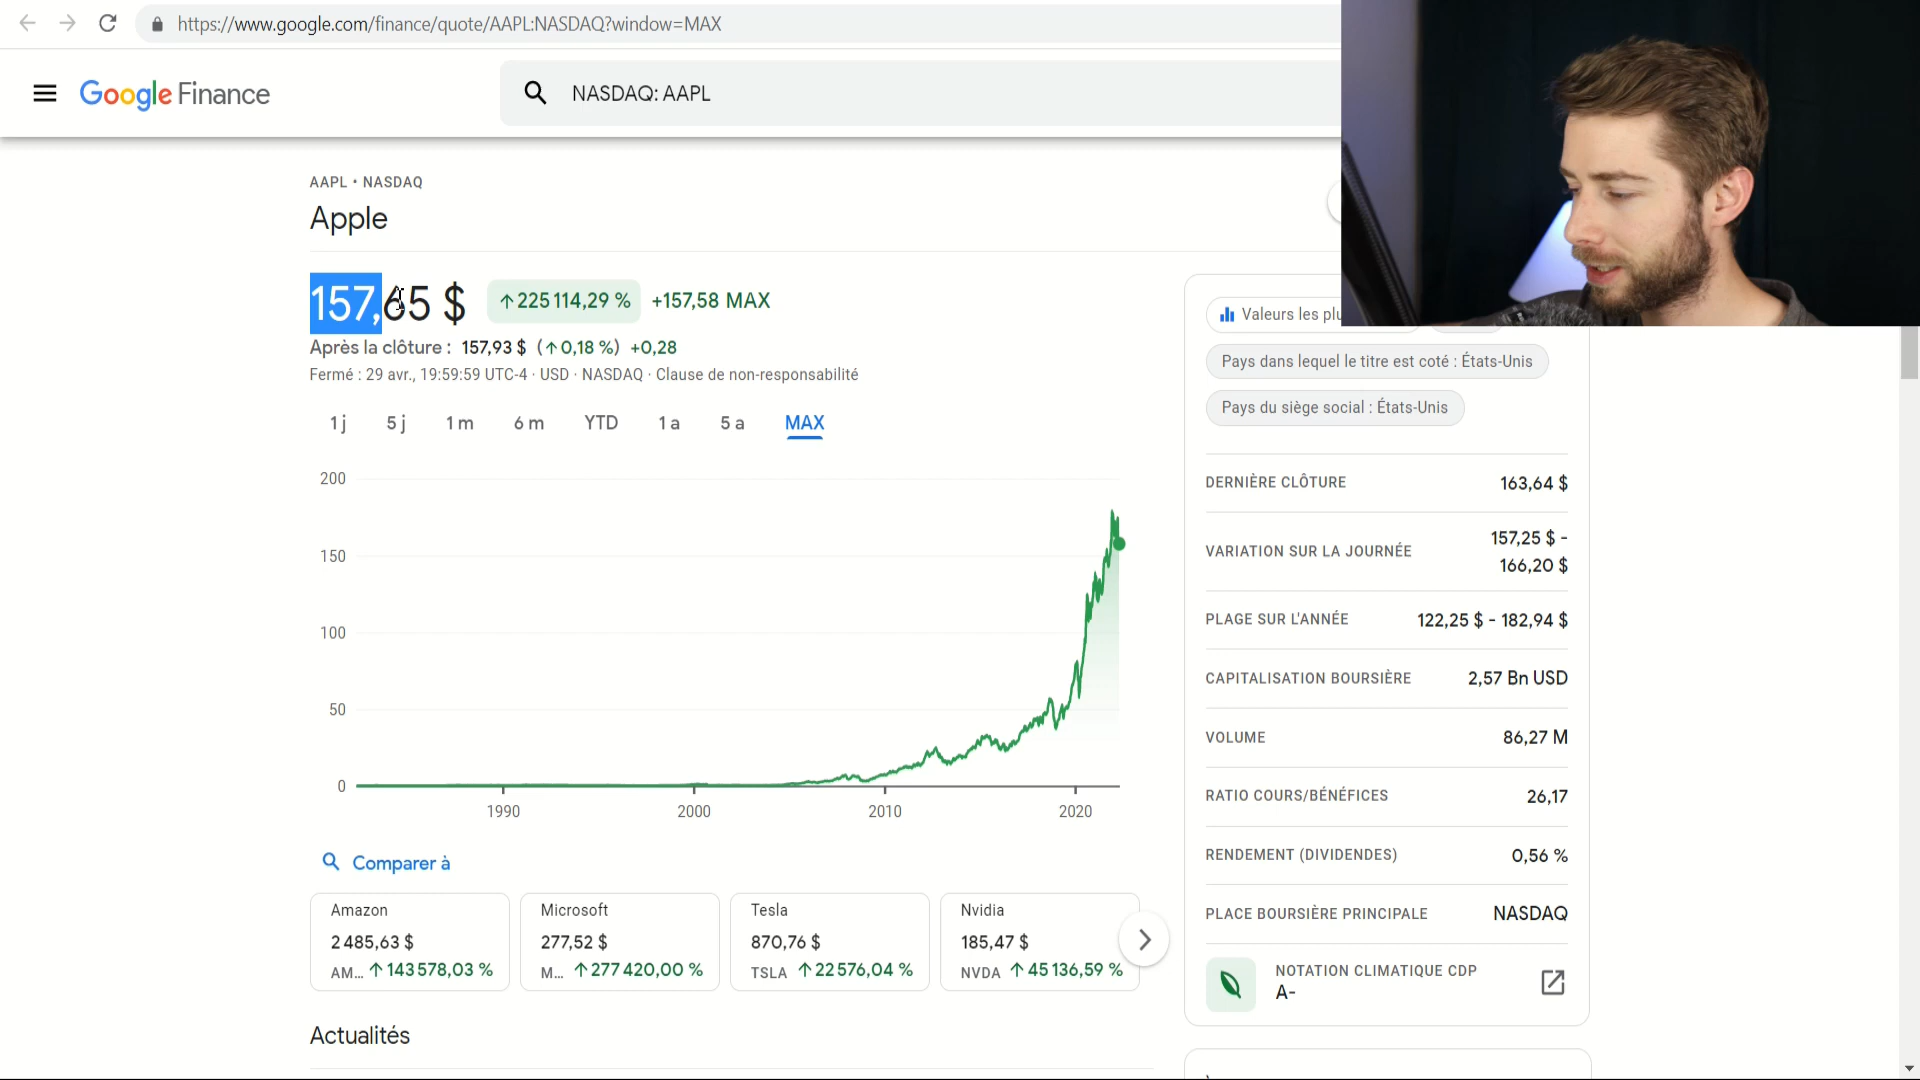 https://www.google.com/finance/quote/AAPL:NASDAQ?window=MAX
Google Finance
NASDAQ: AAPL
AAPL • NASDAQ
Apple
157,65 $ ↑ 225 114,29 % +157,58 MAX
Après la clôture : 157,93 $ (↑ 0,18 %) +0,28
Fermé : 29 avr., 19:59:59 UTC-4 · USD · NASDAQ · Clause de non-responsabilité
1 j 5 j 1 m 6 m YTD 1 a 5 a MAX
200
150
100
50
0
1990 2000 2010 2020
Comparer à
Amazon
2 485,63 $
AM... ↑ 143 578,03 %
Microsoft
277,52 $
M... ↑ 277 420,00 %
Tesla
870,76 $
TSLA ↑ 22 576,04 %
Nvidia
185,47 $
NVDA ↑ 45 136,59 %
Actualités
Valeurs les
Pays dans lequel le titre est coté : États-Unis
Pays du siège social : États-Unis
DERNIÈRE CLÔTURE 163,64 $
VARIATION SUR LA JOURNÉE 157,25 $ -
166,20 $
PLAGE SUR L'ANNÉE 122,25 $ - 182,94 $
CAPITALISATION BOURSIÈRE 2,57 Bn USD
VOLUME 86,27 M
RATIO COURS/BÉNÉFICES 26,17
RENDEMENT (DIVIDENDES) 0,56 %
PLACE BOURSIÈRE PRINCIPALE NASDAQ
NOTATION CLIMATIQUE CDP
A-